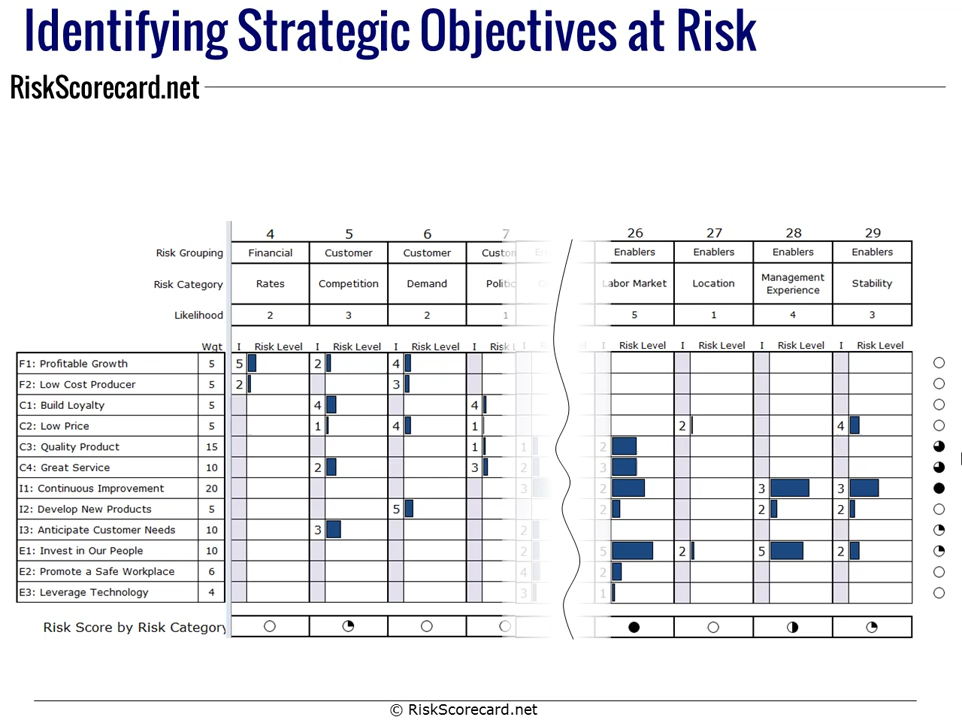 Identifying Strategic Objectives at Risk
RiskScorecard.net
4 5 6 7 26 27 28 29
Risk Grouping Financial Customer Customer Enablers Enablers Enablers Enablers
Risk Category Rates Competition Demand Labor Market Location Management Experience Stability
Likelihood 2 3 2 1 5 1 4 3
Wgt I Risk Level I Risk Level I Risk Level I I Risk Level I Risk Level I Risk Level I Risk Level
F1: Profitable Growth 5 5 2 4
F2: Low Cost Producer 5 2 3
C1: Build Loyalty 5 4 4
C2: Low Price 5 1 4 1 2 4
C3: Quality Product 15 1 1 2
C4: Great Service 10 2 3 2 3
I1: Continuous Improvement 20 3 2 3 3
I2: Develop New Products 5 5 2 2 2
I3: Anticipate Customer Needs 10 3 2
E1: Invest in Our People 10 2 5 2 5 2
E2: Promote a Safe Workplace 6 4 2
E3: Leverage Technology 4 3 1
Risk Score by Risk Category
© RiskScorecard.net